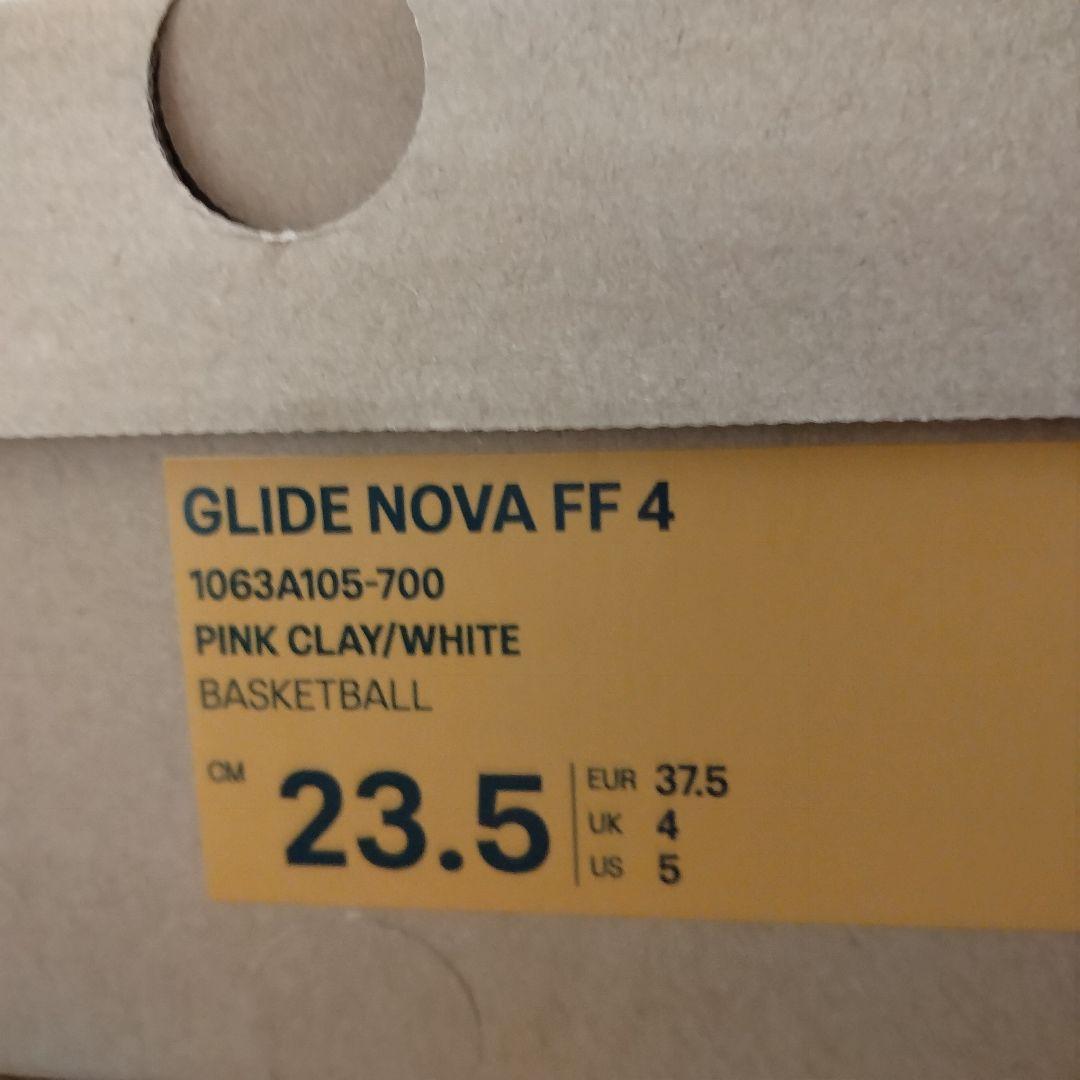 GLIDE NOVA FF 4
1063A105-700
PINK CLAY/WHITE
BASKETBALL
CM 23.5
EUR 37.5
UK 4
US 5